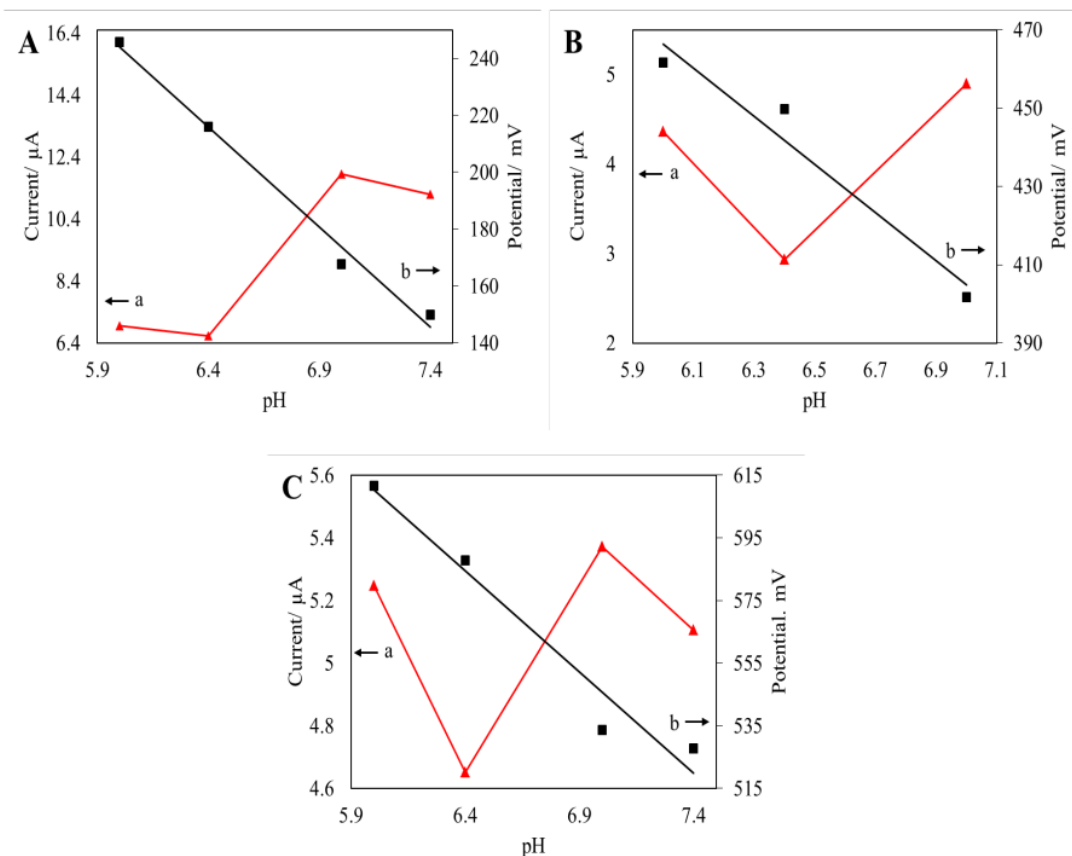 A
Current/ µA
16.4
14.4
12.4
10.4
8.4
6.4
a
b
240
220
200
180
160
140
Potential/ mV
5.9
6.4
6.9
7.4
pH
B
Current/ µA
5
4
3
2
a
b
470
450
430
410
390
Potential/ mV
5.9
6.1
6.3
6.5
6.7
6.9
7.1
pH
C
Current/ µA
5.6
5.4
5.2
5
4.8
4.6
a
b
615
595
575
555
535
515
Potential. mV
5.9
6.4
6.9
7.4
pH